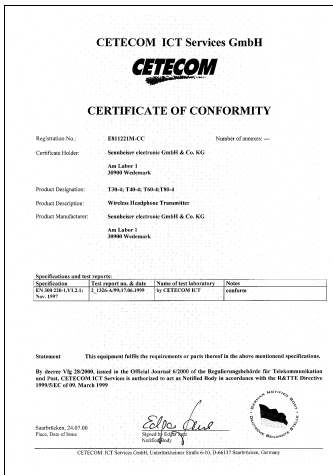 CETECOM ICT Services GmbH
CETECOM
CERTIFICATE OF CONFORMITY
Registration-No.: E811221M-CC Number of annexes: ---
Certificate Holder: Sennheiser electronic GmbH & Co. KG
Am Labor 1
30900 Wedemark
Product Designation: T30-4; T40-4; T60-4;T80-4
Product Description: Wireless Headphone Transmitter
Product Manufacturer: Sennheiser electronic GmbH & Co. KG
Am Labor 1
30900 Wedemark
Specifications and test reports:
Specification Test report no. & date Name of test laboratory Notes
EN 300 220-1,V1.2.1; 2_1326-A/99;17.06.1999 by CETECOM ICT conform
Nov. 1997
Statement This equipment fulfils the requirements or parts thereof in the above mentionend specifications.
By decree Vfg 28/2000, issued in the Official Journal 6/2000 of the Regulierungsbehörde für Telekommunikation
und Post, CETECOM ICT Services is authorized to act as Notified Body in accordance with the R&TTE Directive
1999/5/EC of 09. March 1999
Saarbrücken, 24.07.00
Place, Date of Issue
Signed by
Notified Body
CETECOM ICT Services GmbH, Untertürkheimer Straße 6-10, D-66117 Saarbrücken, Germany